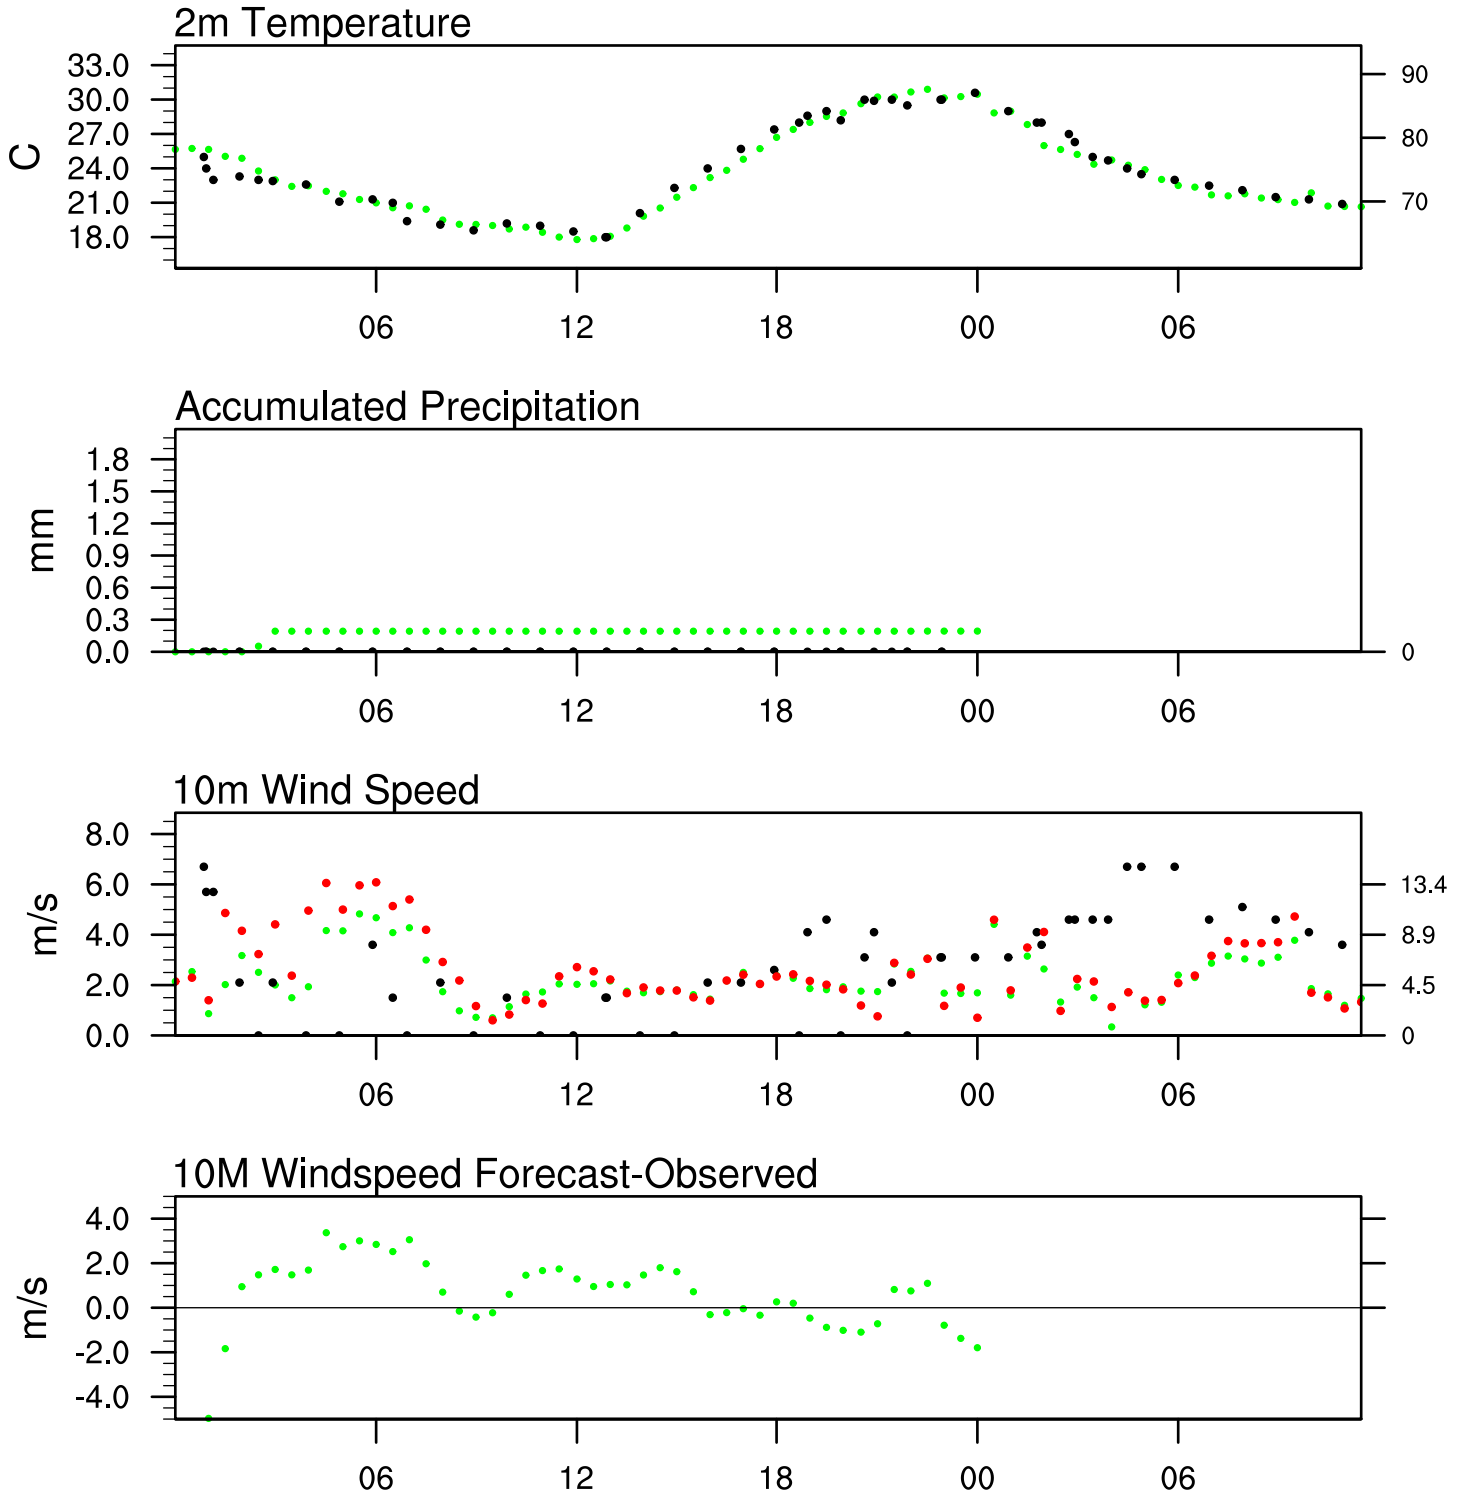 2m Temperature
33.0
30.0
27.0
24.0
21.0
18.0
C
90
80
70
06 12 18 00 06
Accumulated Precipitation
1.8
1.5
1.2
0.9
0.6
0.3
0.0
mm
0
06 12 18 00 06
10m Wind Speed
8.0
6.0
4.0
2.0
0.0
m/s
13.4
8.9
4.5
0
06 12 18 00 06
10M Windspeed Forecast-Observed
4.0
2.0
0.0
-2.0
-4.0
m/s
06 12 18 00 06